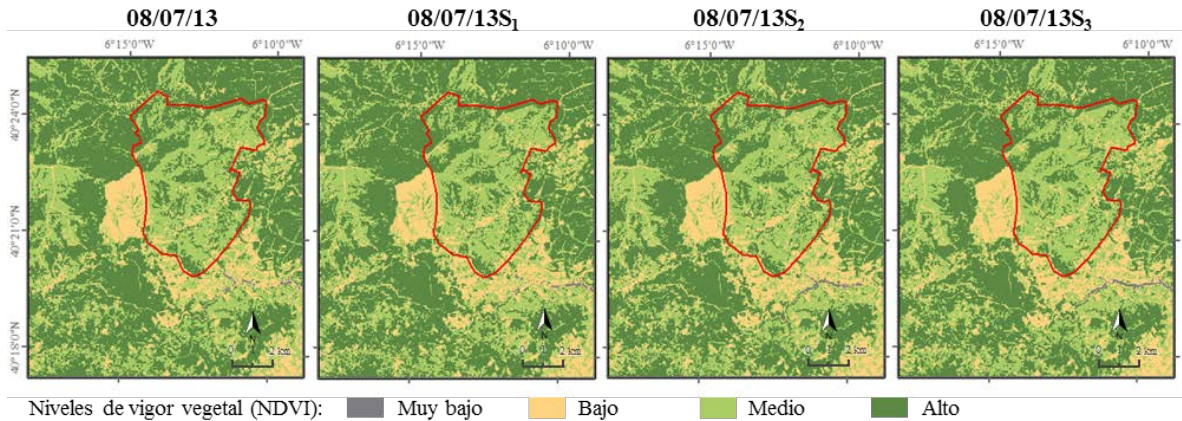 08/07/13 08/07/13S₁ 08/07/13S₂ 08/07/13S₃
6°15'0"W 6°10'0"W 6°15'0"W 6°10'0"W 6°15'0"W 6°10'0"W 6°15'0"W 6°10'0"W
40°24'0"N
40°21'0"N
40°18'0"N
0 1 2 km 0 1 2 km 0 1 2 km 0 1 2 km
Niveles de vigor vegetal (NDVI): Muy bajo Bajo Medio Alto